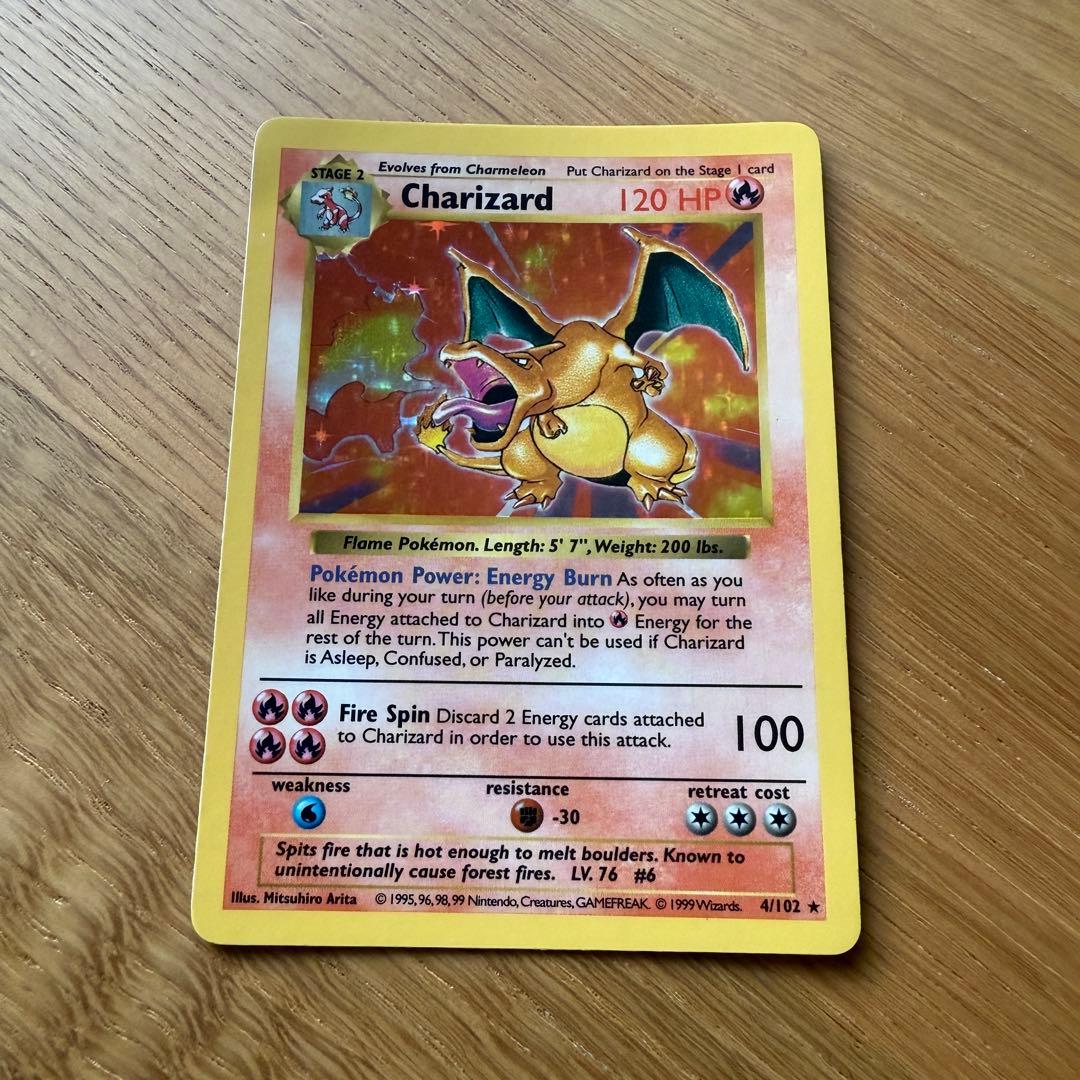 STAGE 2
Evolves from Charmeleon Put Charizard on the Stage 1 card
Charizard 120 HP
Flame Pokémon. Length: 5' 7", Weight: 200 lbs.
Pokémon Power: Energy Burn As often as you
like during your turn (before your attack), you may turn
all Energy attached to Charizard into Energy for the
rest of the turn. This power can't be used if Charizard
is Asleep, Confused, or Paralyzed.
Fire Spin Discard 2 Energy cards attached
to Charizard in order to use this attack.
100
weakness resistance retreat cost
-30
Spits fire that is hot enough to melt boulders. Known to
unintentionally cause forest fires. LV. 76 #6
Illus. Mitsuhiro Arita © 1995, 96, 98, 99 Nintendo, Creatures, GAMEFREAK. © 1999 Wizards. 4/102 ★